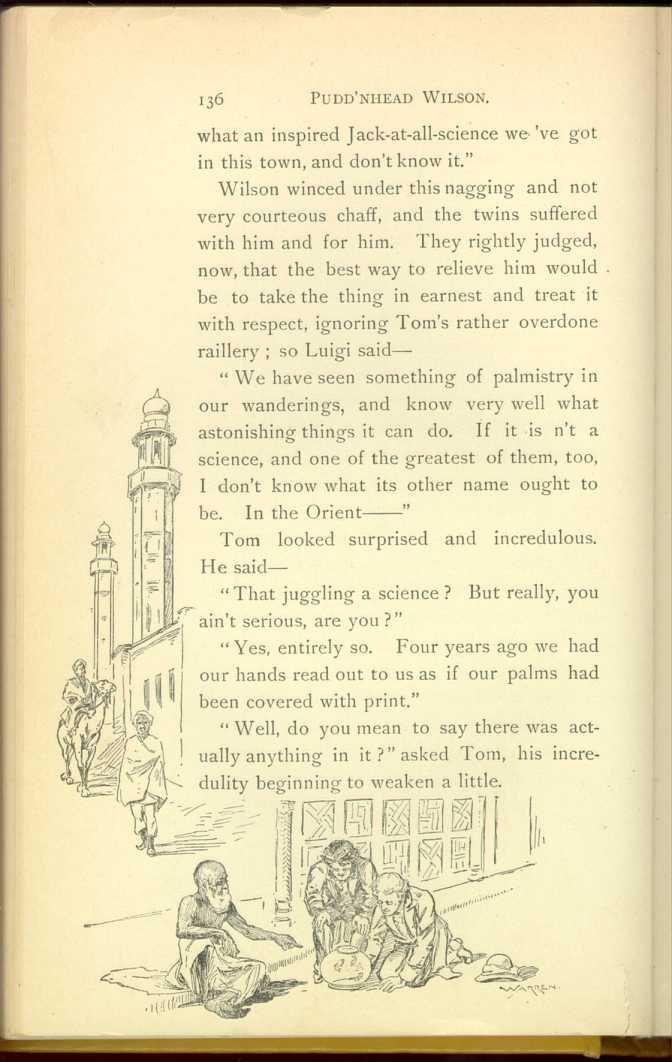 136 PUDD'NHEAD WILSON.
what an inspired Jack-at-all-science we 've got
in this town, and don't know it."
Wilson winced under this nagging and not
very courteous chaff, and the twins suffered
with him and for him. They rightly judged,
now, that the best way to relieve him would
be to take the thing in earnest and treat it
with respect, ignoring Tom's rather overdone
raillery ; so Luigi said—
" We have seen something of palmistry in
our wanderings, and know very well what
astonishing things it can do. If it is n't a
science, and one of the greatest of them, too,
I don't know what its other name ought to
be. In the Orient——"
Tom looked surprised and incredulous.
He said—
" That juggling a science ? But really, you
ain't serious, are you ?"
" Yes, entirely so. Four years ago we had
our hands read out to us as if our palms had
been covered with print."
" Well, do you mean to say there was act-
ually anything in it ?" asked Tom, his incre-
dulity beginning to weaken a little.
WARREN.